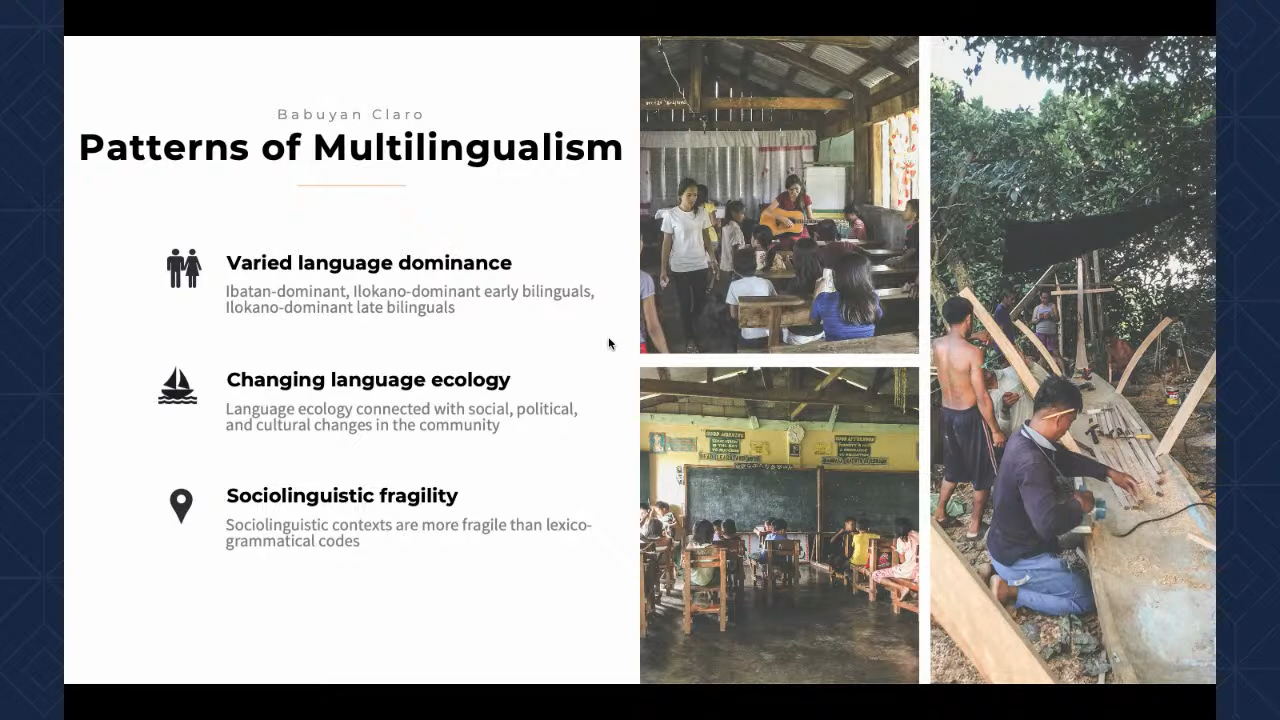 Babuyan Claro
Patterns of Multilingualism
Varied language dominance
Ibatan-dominant, Ilokano-dominant early bilinguals,
Ilokano-dominant late bilinguals
Changing language ecology
Language ecology connected with social, political,
and cultural changes in the community
Sociolinguistic fragility
Sociolinguistic contexts are more fragile than lexico-
grammatical codes